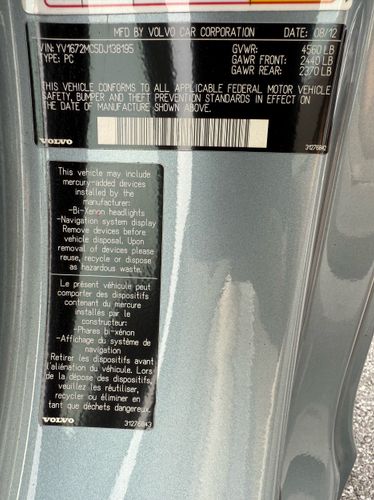 MFD BY VOLVO CAR CORPORATION DATE: 08/12
VIN: YV1672MC5DJ138195 GVWR: 4560 LB
TYPE: PC GAWR FRONT: 2440 LB
GAWR REAR: 2370 LB
THIS VEHICLE CONFORMS TO ALL APPLICABLE FEDERAL MOTOR VEHICLE
SAFETY, BUMPER AND THEFT PREVENTION STANDARDS IN EFFECT ON THE
DATE OF MANUFACTURE SHOWN ABOVE.
VOLVO 31276842
This vehicle may include
mercury-added devices
installed by the
manufacturer:
-Bi-Xenon headlights
-Navigation system display
Remove devices before
vehicle disposal. Upon
removal of devices please
reuse, recycle or dispose
as hazardous waste.
Le présent véhicule peut
comporter des dispositifs
contenant du mercure
installés par le
constructeur:
-Phares bi-xénon
-Affichage du système de
navigation
Retirer les dispositifs avant
l'aliénation du véhicule. Lors
de la dépose des dispositifs,
veuillez les réutiliser,
recycler ou éliminer en
tant que déchets dangereux.
VOLVO 31276843